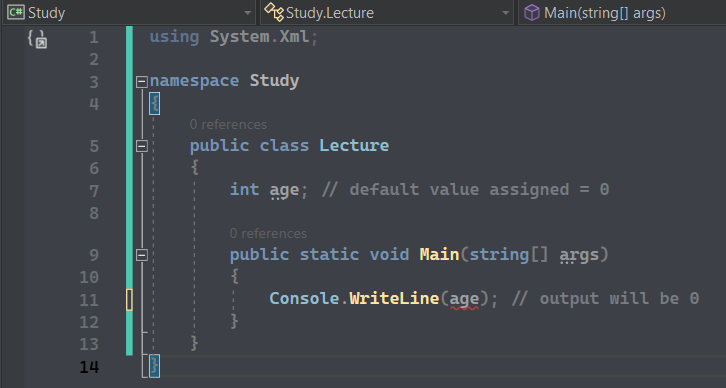 C# Study Study.Lecture Main(string[] args)
1 using System.Xml;
2
3 namespace Study
4 {
0 references
5 public class Lecture
6 {
7 int age; // default value assigned = 0
8
0 references
9 public static void Main(string[] args)
10 {
11 Console.WriteLine(age); // output will be 0
12 }
13 }
14 }